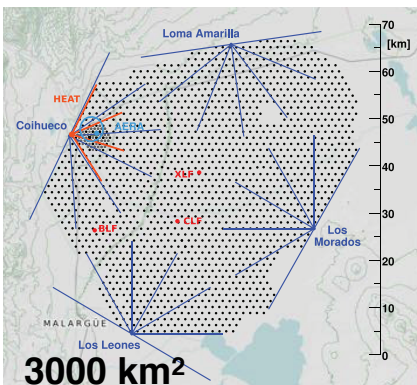 Loma Amarilla
70
[km]
60
HEAT
Coihueco
AERA
50
XLF
40
CLF
BLF
30
Los
Morados
20
10
MALARGÜE
Los Leones
0
3000 km²